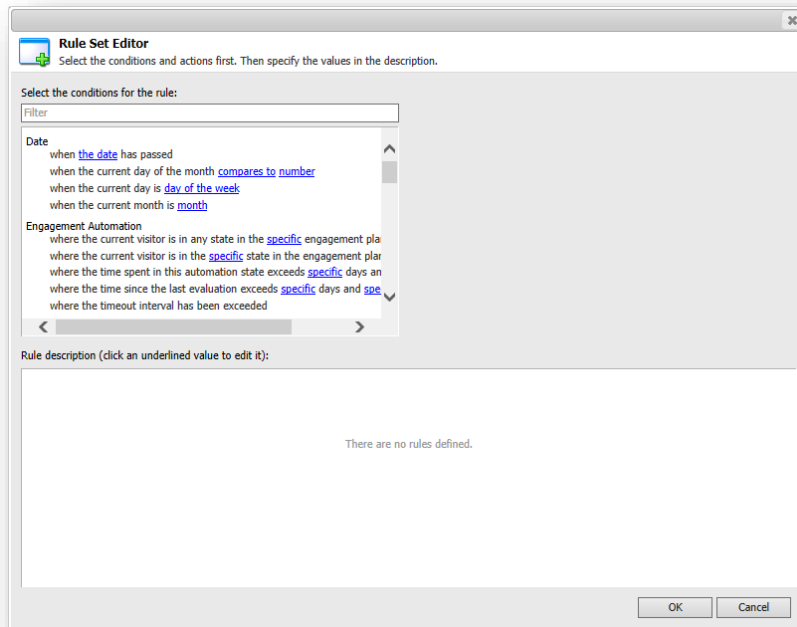 Rule Set Editor
Select the conditions and actions first. Then specify the values in the description.
Select the conditions for the rule:
Filter
Date
when the date has passed
when the current day of the month compares to number
when the current day is day of the week
when the current month is month
Engagement Automation
where the current visitor is in any state in the specific engagement pla
where the current visitor is in the specific state in the engagement plan
where the time spent in this automation state exceeds specific days an
where the time since the last evaluation exceeds specific days and spe
where the timeout interval has been exceeded
Rule description (click an underlined value to edit it):
There are no rules defined.
OK
Cancel